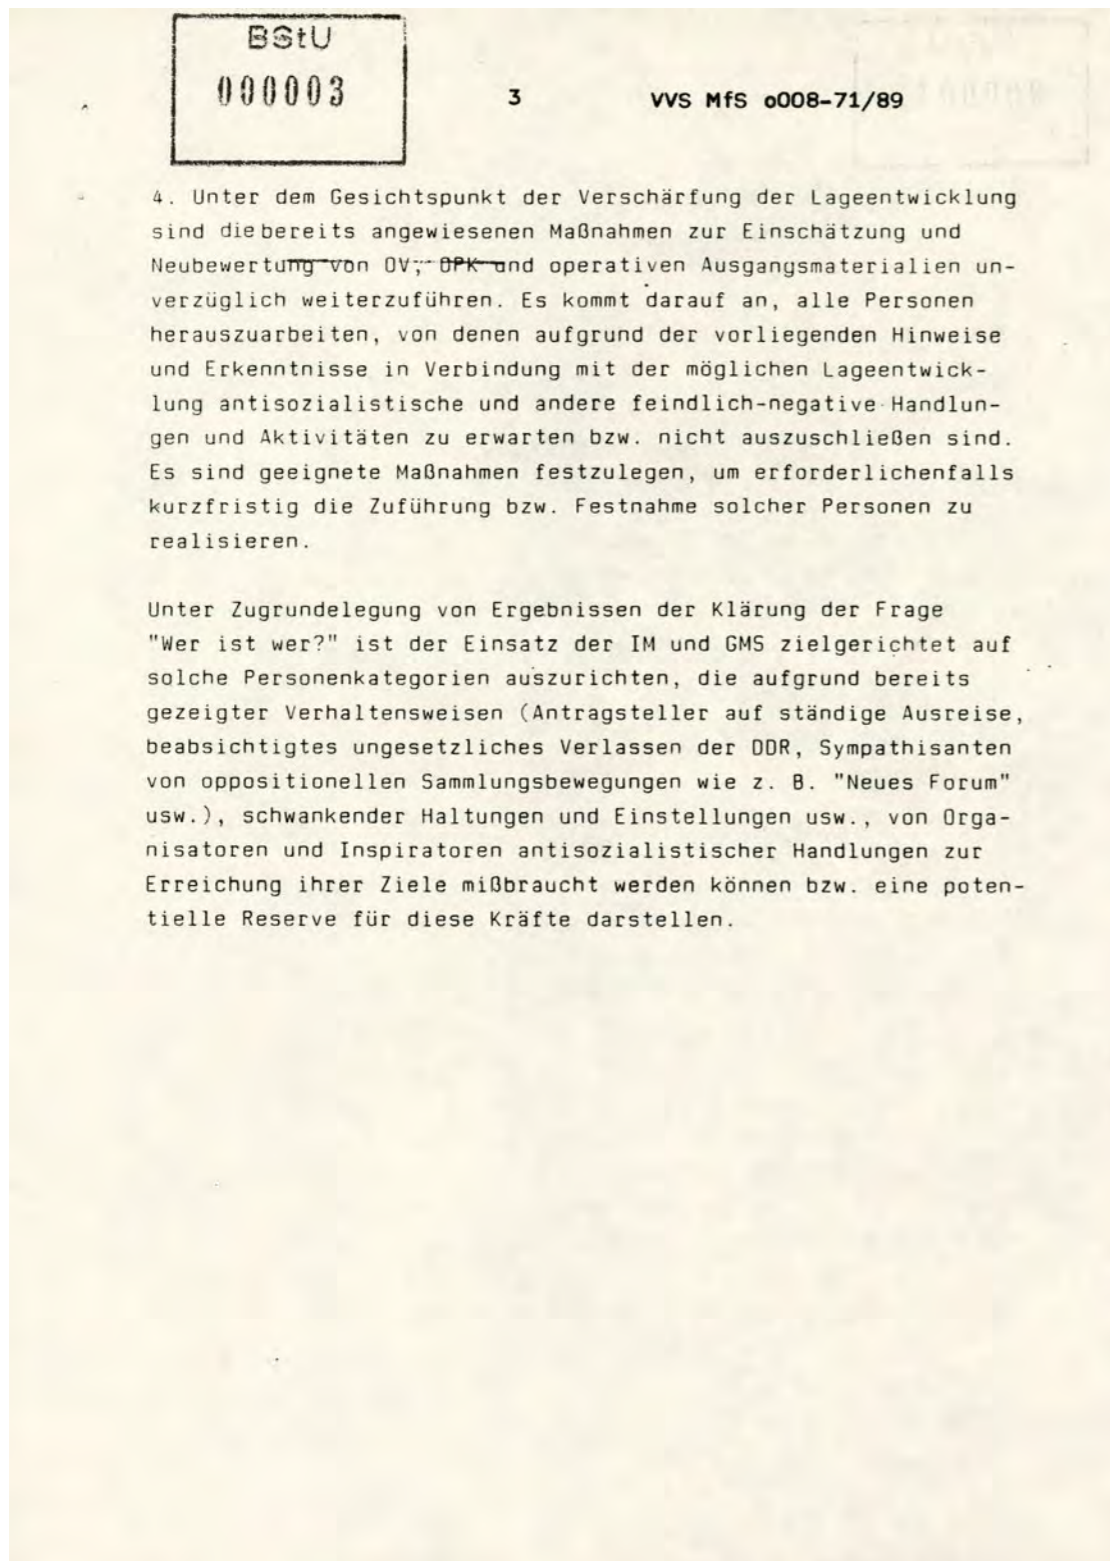 BStU
000003
3 VVS MfS o008-71/89
4. Unter dem Gesichtspunkt der Verschärfung der Lageentwicklung
sind die bereits angewiesenen Maßnahmen zur Einschätzung und
Neubewertung von OV, OPK und operativen Ausgangsmaterialien un-
verzüglich weiterzuführen. Es kommt darauf an, alle Personen
herauszuarbeiten, von denen aufgrund der vorliegenden Hinweise
und Erkenntnisse in Verbindung mit der möglichen Lageentwick-
lung antisozialistische und andere feindlich-negative Handlun-
gen und Aktivitäten zu erwarten bzw. nicht auszuschließen sind.
Es sind geeignete Maßnahmen festzulegen, um erforderlichenfalls
kurzfristig die Zuführung bzw. Festnahme solcher Personen zu
realisieren.
Unter Zugrundelegung von Ergebnissen der Klärung der Frage
"Wer ist wer?" ist der Einsatz der IM und GMS zielgerichtet auf
solche Personenkategorien auszurichten, die aufgrund bereits
gezeigter Verhaltensweisen (Antragsteller auf ständige Ausreise,
beabsichtigtes ungesetzliches Verlassen der DDR, Sympathisanten
von oppositionellen Sammlungsbewegungen wie z. B. "Neues Forum"
usw.), schwankender Haltungen und Einstellungen usw., von Orga-
nisatoren und Inspiratoren antisozialistischer Handlungen zur
Erreichung ihrer Ziele mißbraucht werden können bzw. eine poten-
tielle Reserve für diese Kräfte darstellen.